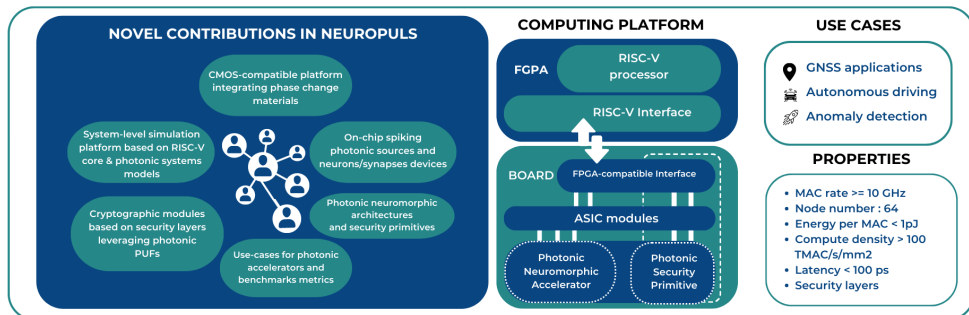 NOVEL CONTRIBUTIONS IN NEUROPULS
CMOS-compatible platform
integrating phase change
materials
System-level simulation
platform based on RISC-V
core & photonic systems
models
On-chip spiking
photonic sources and
neurons/synapses devices
Cryptographic modules
based on security layers
leveraging photonic
PUFs
Photonic neuromorphic
architectures
and security primitives
Use-cases for photonic
accelerators and
benchmarks metrics
COMPUTING PLATFORM
FGPA
RISC-V
processor
RISC-V Interface
BOARD
FPGA-compatible Interface
ASIC modules
Photonic
Neuromorphic
Accelerator
Photonic
Security
Primitive
USE CASES
GNSS applications
Autonomous driving
Anomaly detection
PROPERTIES
• MAC rate >= 10 GHz
• Node number : 64
• Energy per MAC < 1pJ
• Compute density > 100
TMAC/s/mm2
• Latency < 100 ps
• Security layers